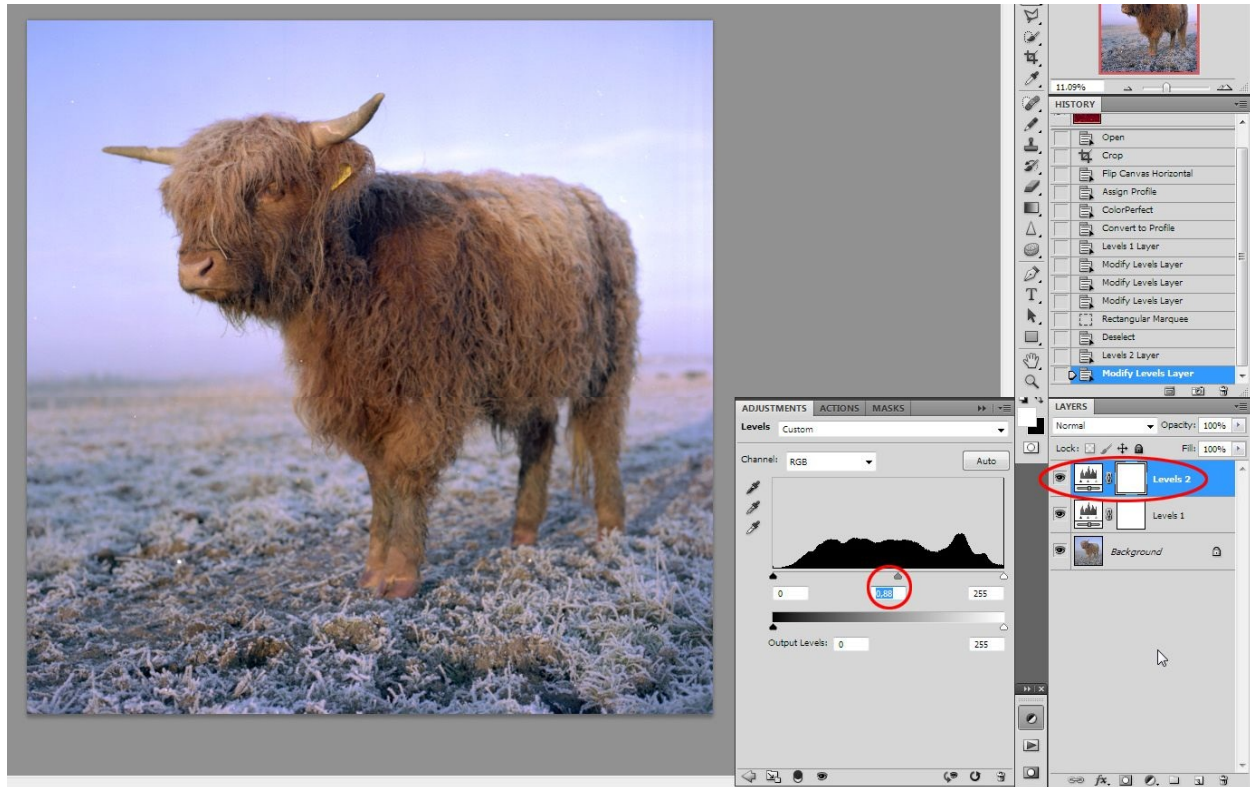 11.09%
HISTORY
Open
Crop
Flip Canvas Horizontal
Assign Profile
ColorPerfect
Convert to Profile
Levels 1 Layer
Modify Levels Layer
Modify Levels Layer
Modify Levels Layer
Rectangular Marquee
Deselect
Levels 2 Layer
Modify Levels Layer
ADJUSTMENTS ACTIONS MASKS
Levels Custom
Channel: RGB Auto
0 0,88 255
Output Levels: 0 255
LAYERS
Normal Opacity: 100%
Lock: Fill: 100%
Levels 2
Levels 1
Background
T
fx.